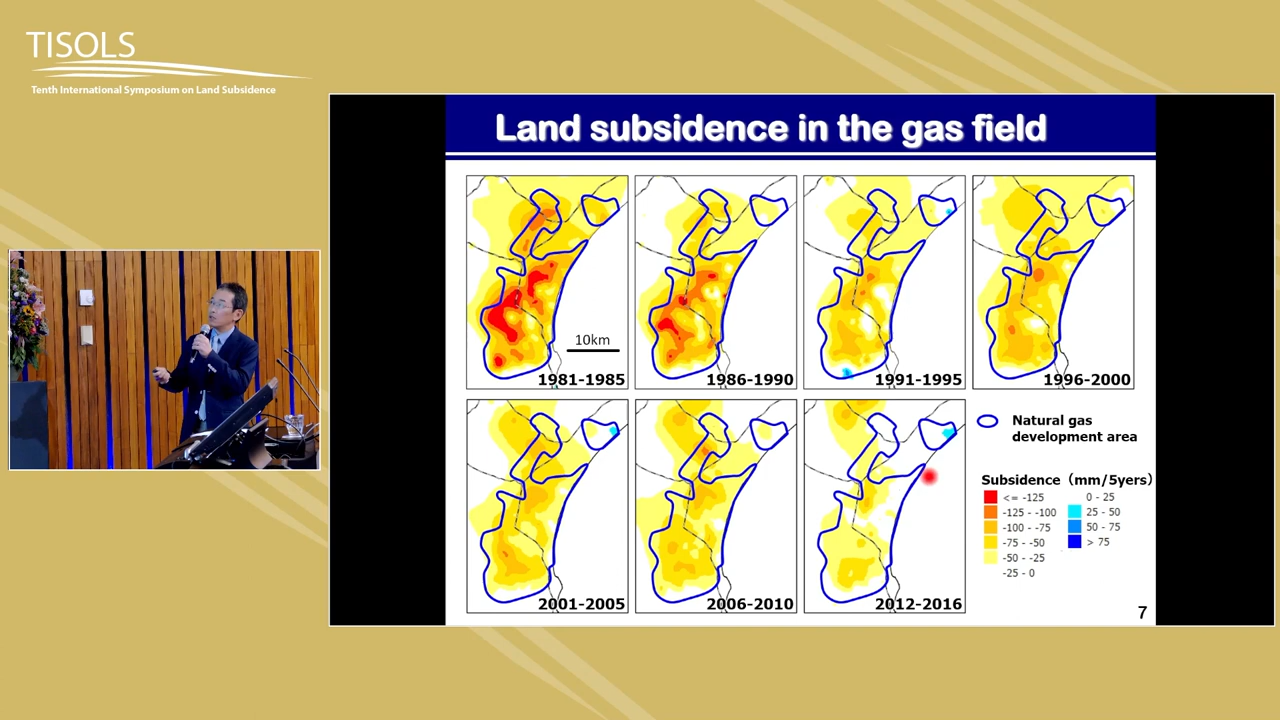 TISOLS
Tenth International Symposium on Land Subsidence
Land subsidence in the gas field
10km
1981-1985
1986-1990
1991-1995
1996-2000
2001-2005
2006-2010
2012-2016
Natural gas
development area
Subsidence（mm/5yers）
<= -125
-125 - -100
-100 - -75
-75 - -50
-50 - -25
-25 - 0
0 - 25
25 - 50
50 - 75
> 75
7